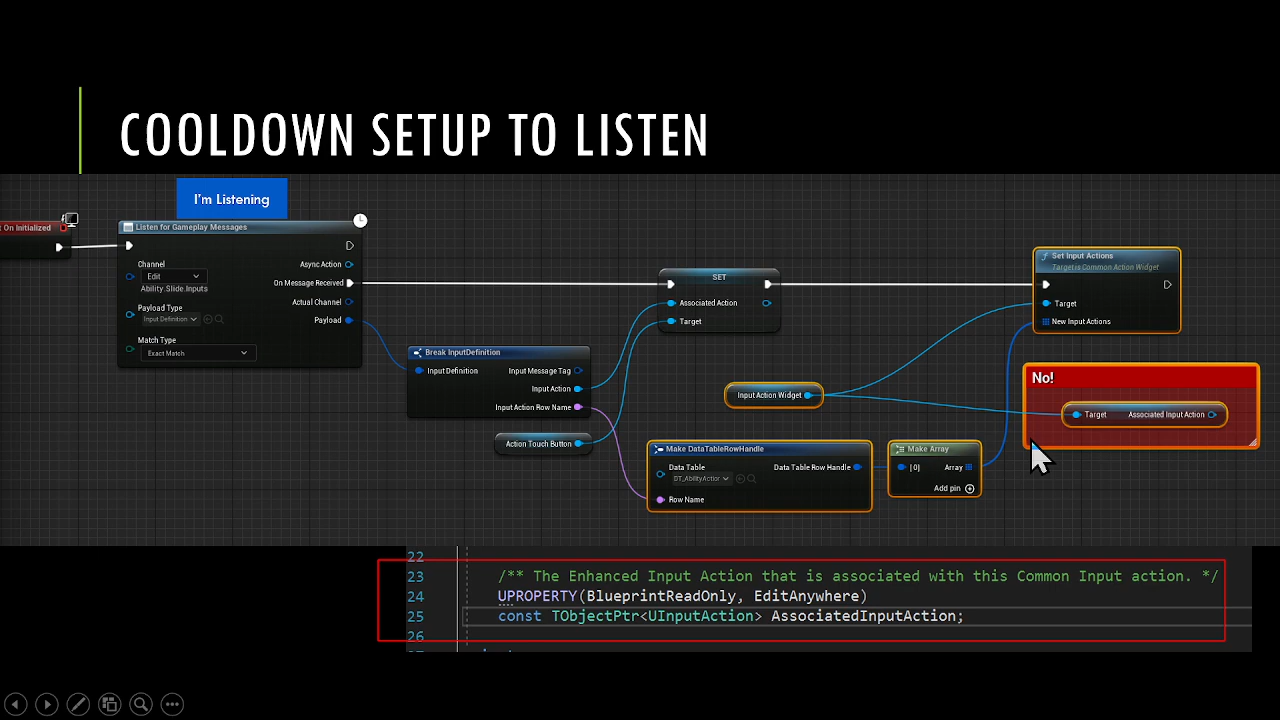 COOLDOWN SETUP TO LISTEN
I'm Listening
t On Initialized
Listen for Gameplay Messages
Channel
Edit
Ability.Slide.Inputs
Payload Type
Input Definition
Match Type
Exact Match
Async Action
On Message Received
Actual Channel
Payload
Break InputDefinition
Input Definition
Input Message Tag
Input Action
Input Action Row Name
Action Touch Button
SET
Associated Action
Target
Input Action Widget
Make DataTableRowHandle
Data Table
DT_AbilityAction
Row Name
Data Table Row Handle
Make Array
[0]
Array
Add pin
Set Input Actions
Target is Common Action Widget
Target
New Input Actions
No!
Target
Associated Input Action
22
23 /** The Enhanced Input Action that is associated with this Common Input action. */
24 UPROPERTY(BlueprintReadOnly, EditAnywhere)
25 const TObjectPtr<UInputAction> AssociatedInputAction;
26